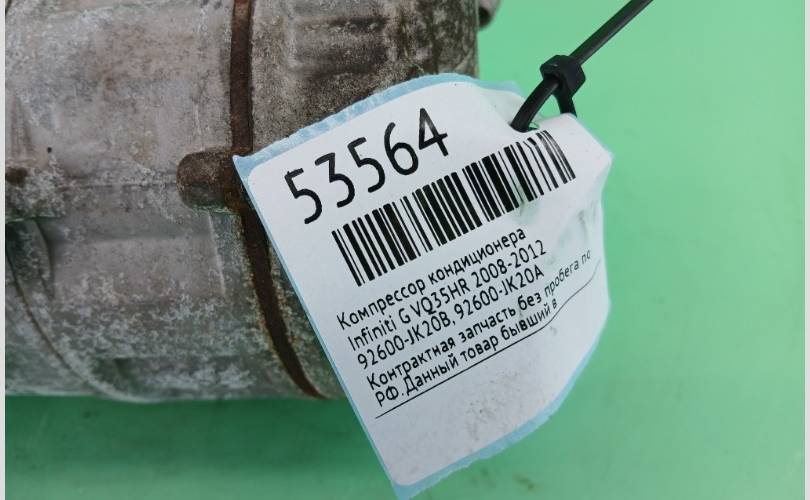 53564
Компрессор кондиционера
Infiniti G VQ35HR 2008-2012
92600-JK20B, 92600-JK20A
Контрактная запчасть без пробега по
РФ.Данный товар бывший в